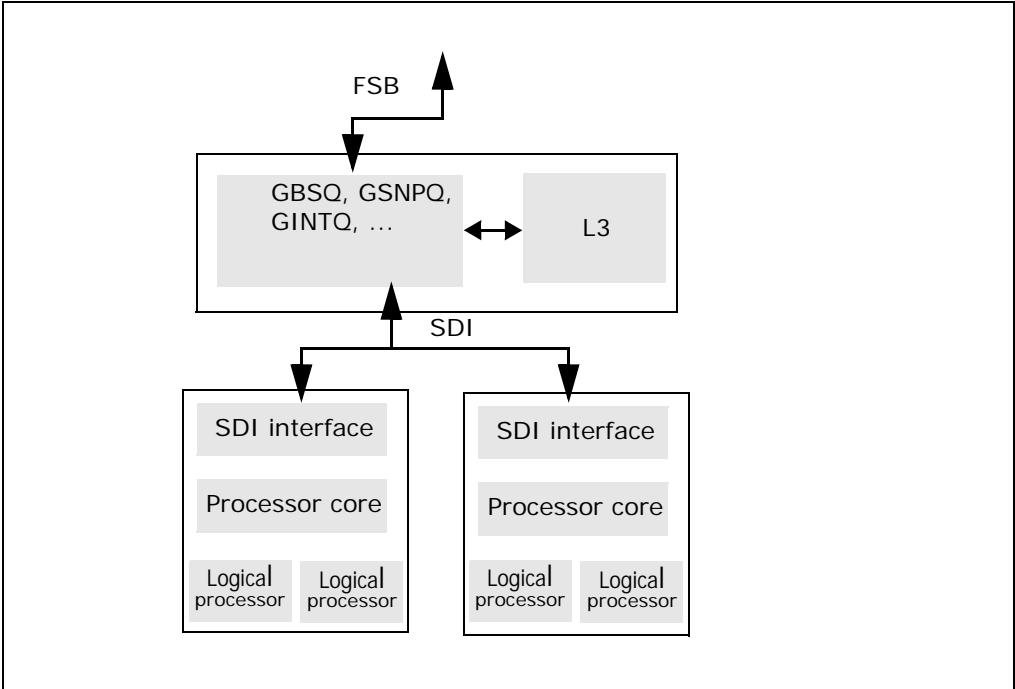 FSB
GBSQ, GSNPQ,
GINTQ, ...
L3
SDI
SDI interface
Processor core
Logical
processor
Logical
processor
SDI interface
Processor core
Logical
processor
Logical
processor